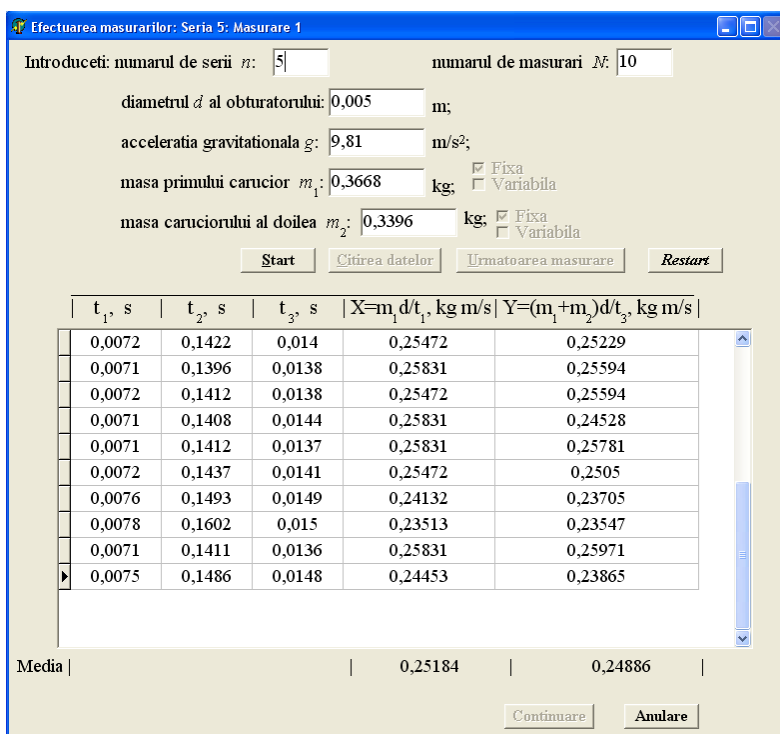 Efectuarea masurarilor: Seria 5: Masurare 1
Introduceti: numarul de serii n: 5 numarul de masurari N: 10
diametrul d al obturatorului: 0,005 m;
acceleratia gravitationala g: 9,81 m/s²;
masa primului carucior m₁: 0,3668 kg; Fixa
Variabila
masa caruciorului al doilea m₂: 0,3396 kg; Fixa
Variabila
Start Citirea datelor Urmatoarea masurare Restart
| t₁, s | t₂, s | t₃, s | X=m₁d/t₁, kg m/s | Y=(m₁+m₂)d/t₃, kg m/s |
0,0072 0,1422 0,014 0,25472 0,25229
0,0071 0,1396 0,0138 0,25831 0,25594
0,0072 0,1412 0,0138 0,25472 0,25594
0,0071 0,1408 0,0144 0,25831 0,24528
0,0071 0,1412 0,0137 0,25831 0,25781
0,0072 0,1437 0,0141 0,25472 0,2505
0,0076 0,1493 0,0149 0,24132 0,23705
0,0078 0,1602 0,015 0,23513 0,23547
0,0071 0,1411 0,0136 0,25831 0,25971
0,0075 0,1486 0,0148 0,24453 0,23865
Media | | 0,25184 | 0,24886 |
Continuare Anulare